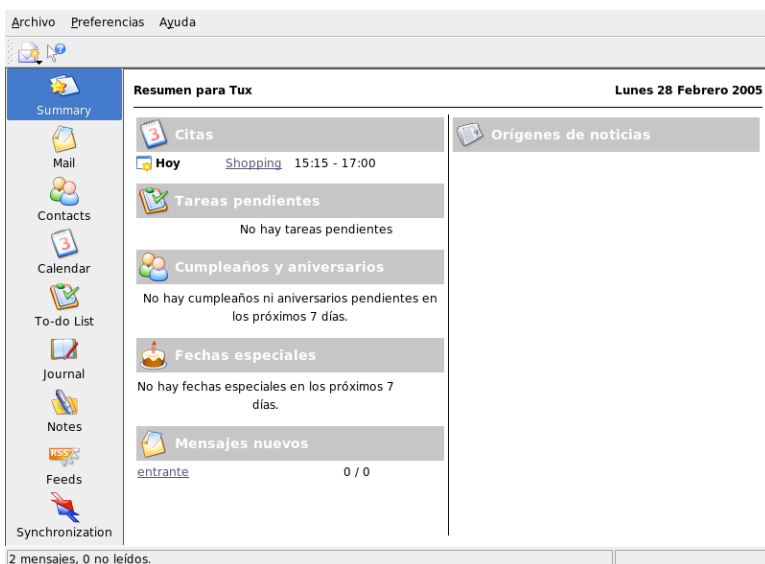 Archivo Preferencias Ayuda
Summary
Mail
Contacts
Calendar
To-do List
Journal
Notes
Feeds
Synchronization
Resumen para Tux Lunes 28 Febrero 2005
Citas
Hoy Shopping 15:15 - 17:00
Tareas pendientes
No hay tareas pendientes
Cumpleaños y aniversarios
No hay cumpleaños ni aniversarios pendientes en
los próximos 7 días.
Fechas especiales
No hay fechas especiales en los próximos 7
días.
Mensajes nuevos
entrante 0 / 0
Orígenes de noticias
2 mensajes, 0 no leídos.